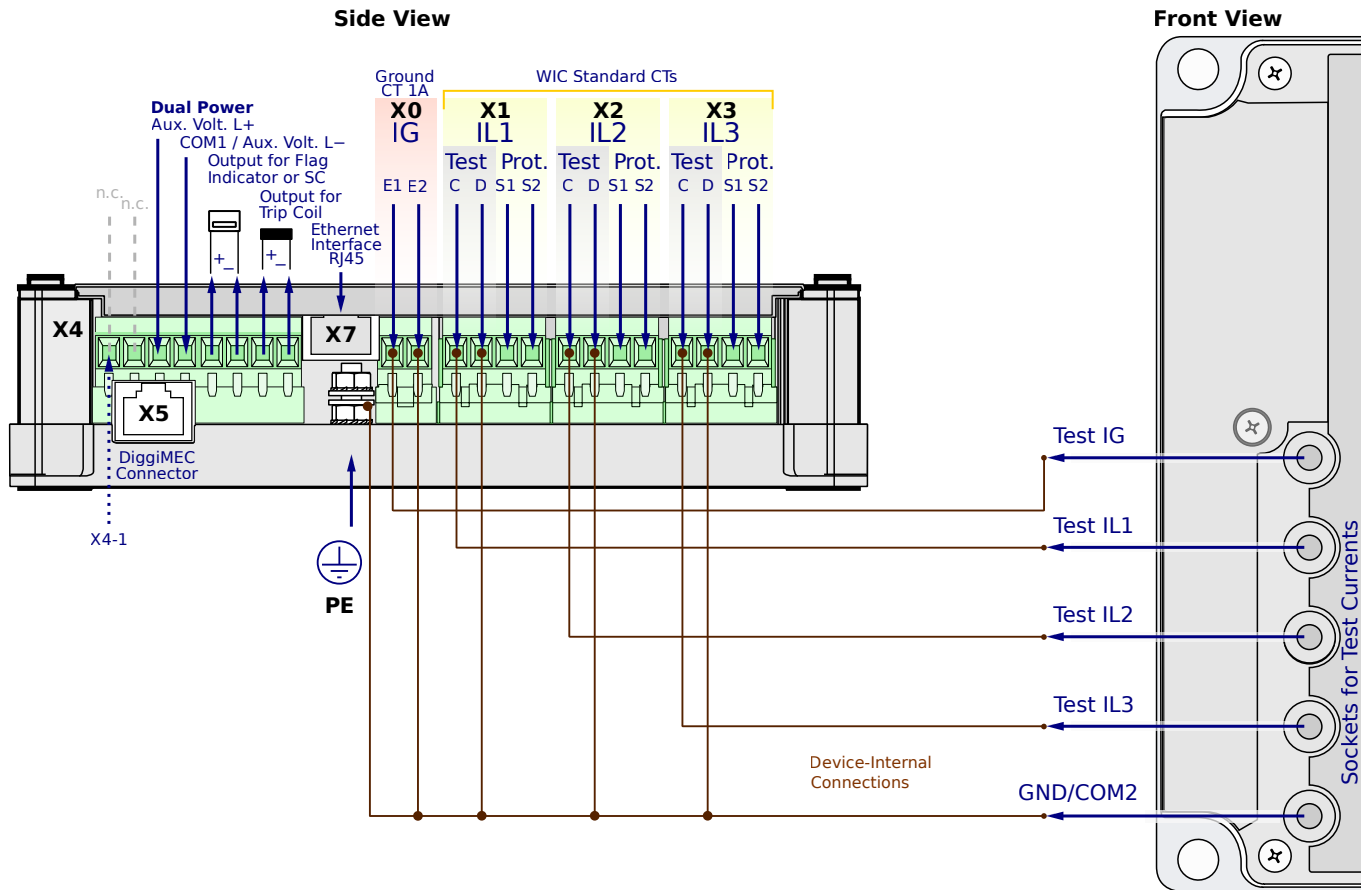 Side View
Front View
Ground
CT 1A
WIC Standard CTs
Dual Power
Aux. Volt. L+
COM1 / Aux. Volt. L−
Output for Flag
Indicator or SC
Output for
Trip Coil
Ethernet
Interface
RJ45
n.c.
n.c.
X0
IG
E1 E2
X1
IL1
Test Prot.
C D S1 S2
X2
IL2
Test Prot.
C D S1 S2
X3
IL3
Test Prot.
C D S1 S2
+
−
+
−
X4
X7
X5
DiggiMEC
Connector
X4-1
PE
Test IG
Test IL1
Test IL2
Test IL3
GND/COM2
Device-Internal
Connections
Sockets for Test Currents